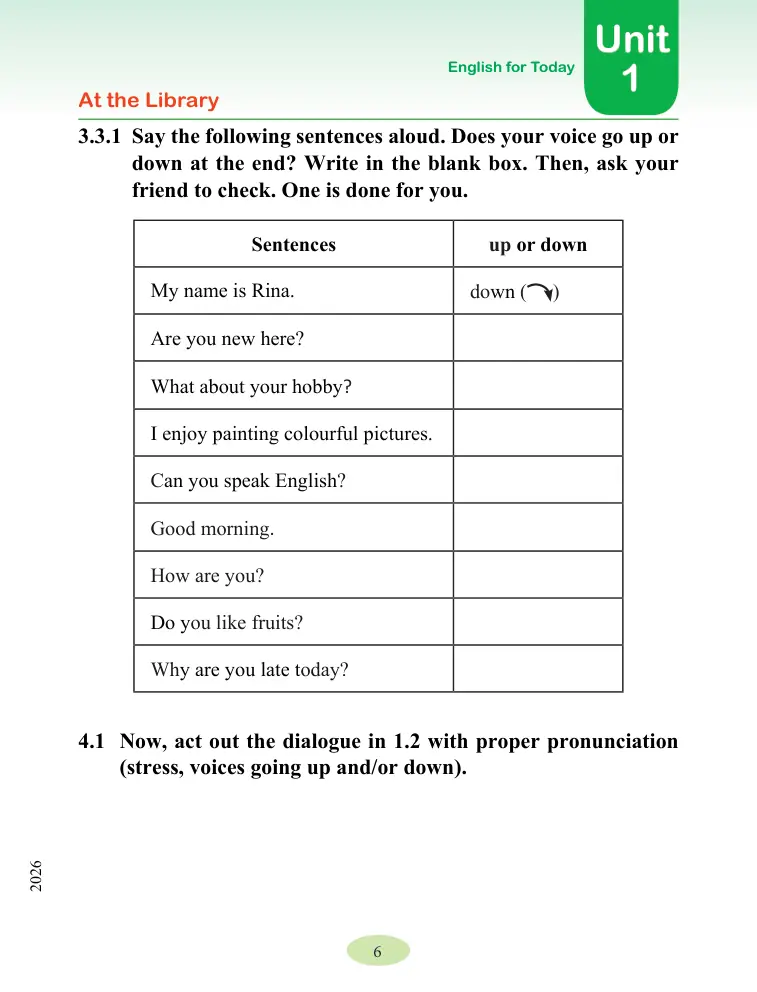 Unit
1
English for Today
At the Library
3.3.1 Say the following sentences aloud. Does your voice go up or
down at the end? Write in the blank box. Then, ask your
friend to check. One is done for you.
Sentences up or down
My name is Rina. down ( )
Are you new here?
What about your hobby?
I enjoy painting colourful pictures.
Can you speak English?
Good morning.
How are you?
Do you like fruits?
Why are you late today?
4.1 Now, act out the dialogue in 1.2 with proper pronunciation
(stress, voices going up and/or down).
2026
6